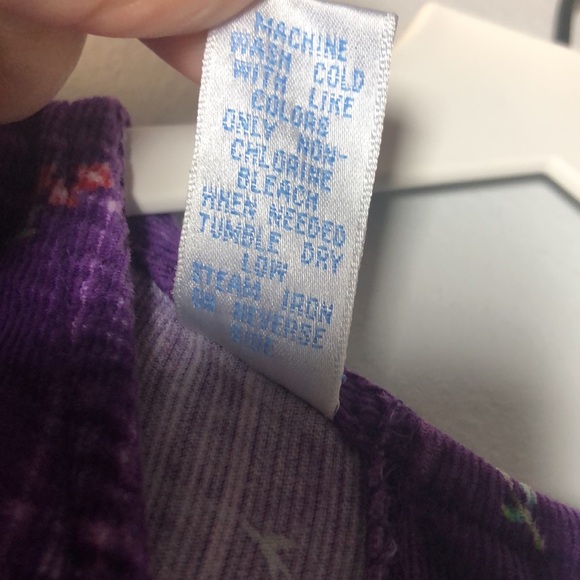 MACHINE
WASH COLD
WITH LIKE
COLORS
ONLY NON-
CHLORINE
BLEACH
WHEN NEEDED
TUMBLE DRY
LOW
STEAM IRON
ON REVERSE
SIDE